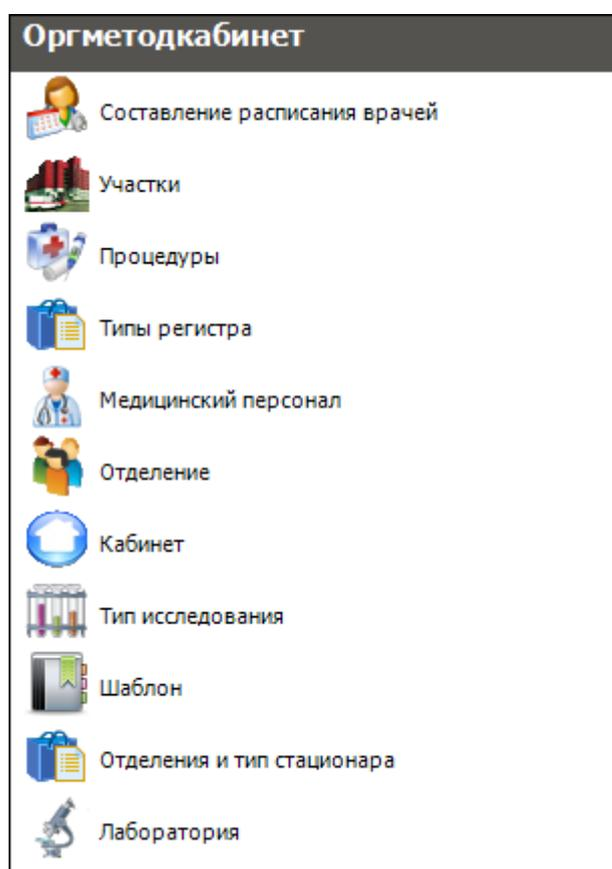 Оргметодкабинет
Составление расписания врачей
Участки
Процедуры
Типы регистра
Медицинский персонал
Отделение
Кабинет
Тип исследования
Шаблон
Отделения и тип стационара
Лаборатория